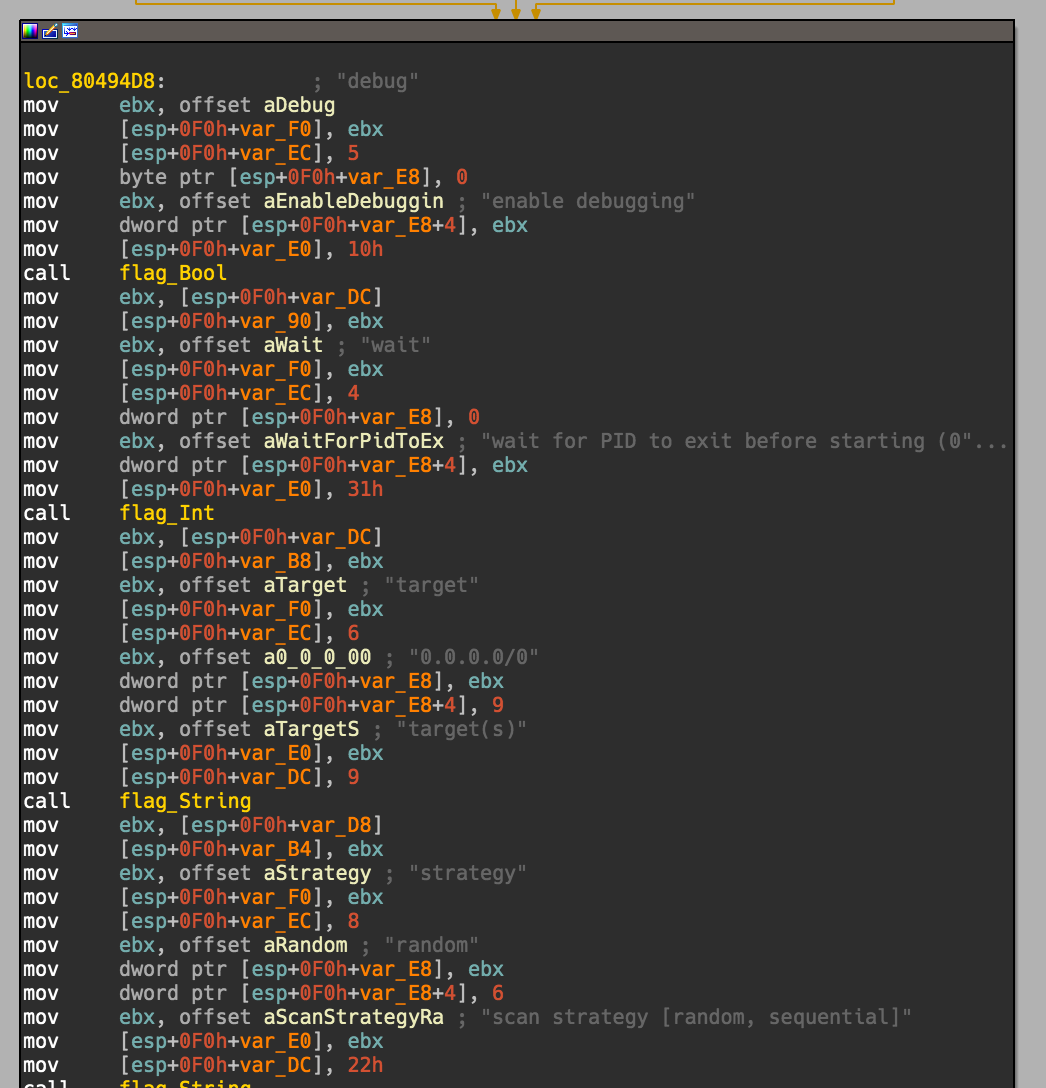 loc_80494D8: ; "debug"
mov ebx, offset aDebug
mov [esp+0F0h+var_F0], ebx
mov [esp+0F0h+var_EC], 5
mov byte ptr [esp+0F0h+var_E8], 0
mov ebx, offset aEnableDebuggin ; "enable debugging"
mov dword ptr [esp+0F0h+var_E8+4], ebx
mov [esp+0F0h+var_E0], 10h
call flag_Bool
mov ebx, [esp+0F0h+var_DC]
mov [esp+0F0h+var_90], ebx
mov ebx, offset aWait ; "wait"
mov [esp+0F0h+var_F0], ebx
mov [esp+0F0h+var_EC], 4
mov dword ptr [esp+0F0h+var_E8], 0
mov ebx, offset aWaitForPidToEx ; "wait for PID to exit before starting (0"...
mov dword ptr [esp+0F0h+var_E8+4], ebx
mov [esp+0F0h+var_E0], 31h
call flag_Int
mov ebx, [esp+0F0h+var_DC]
mov [esp+0F0h+var_B8], ebx
mov ebx, offset aTarget ; "target"
mov [esp+0F0h+var_F0], ebx
mov [esp+0F0h+var_EC], 6
mov ebx, offset a0_0_0_00 ; "0.0.0.0/0"
mov dword ptr [esp+0F0h+var_E8], ebx
mov dword ptr [esp+0F0h+var_E8+4], 9
mov ebx, offset aTargetS ; "target(s)"
mov [esp+0F0h+var_E0], ebx
mov [esp+0F0h+var_DC], 9
call flag_String
mov ebx, [esp+0F0h+var_D8]
mov [esp+0F0h+var_B4], ebx
mov ebx, offset aStrategy ; "strategy"
mov [esp+0F0h+var_F0], ebx
mov [esp+0F0h+var_EC], 8
mov ebx, offset aRandom ; "random"
mov dword ptr [esp+0F0h+var_E8], ebx
mov dword ptr [esp+0F0h+var_E8+4], 6
mov ebx, offset aScanStrategyRa ; "scan strategy [random, sequential]"
mov [esp+0F0h+var_E0], ebx
mov [esp+0F0h+var_DC], 22h
call flag_String